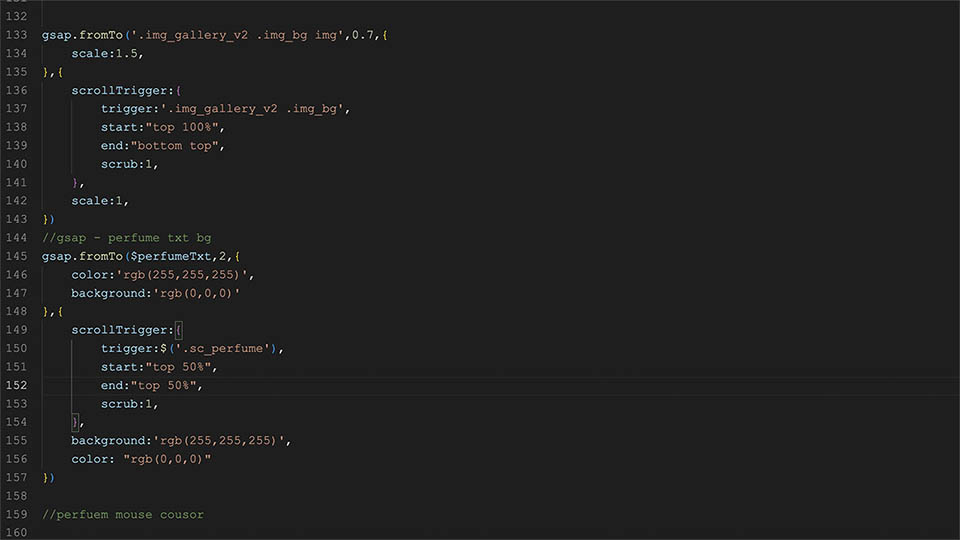 131
132
133 gsap.fromTo('.img_gallery_v2 .img_bg img',0.7,{
134     scale:1.5,
135 },{
136     scrollTrigger:{
137         trigger:'.img_gallery_v2 .img_bg',
138         start:"top 100%",
139         end:"bottom top",
140         scrub:1,
141     },
142     scale:1,
143 })
144 //gsap - perfume txt bg
145 gsap.fromTo($perfumeTxt,2,{
146     color:'rgb(255,255,255)',
147     background:'rgb(0,0,0)'
148 },{
149     scrollTrigger:{
150         trigger:$('.sc_perfume'),
151         start:"top 50%",
152         end:"top 50%",
153         scrub:1,
154     },
155     background:'rgb(255,255,255)',
156     color: "rgb(0,0,0)"
157 })
158
159 //perfuem mouse cousor
160